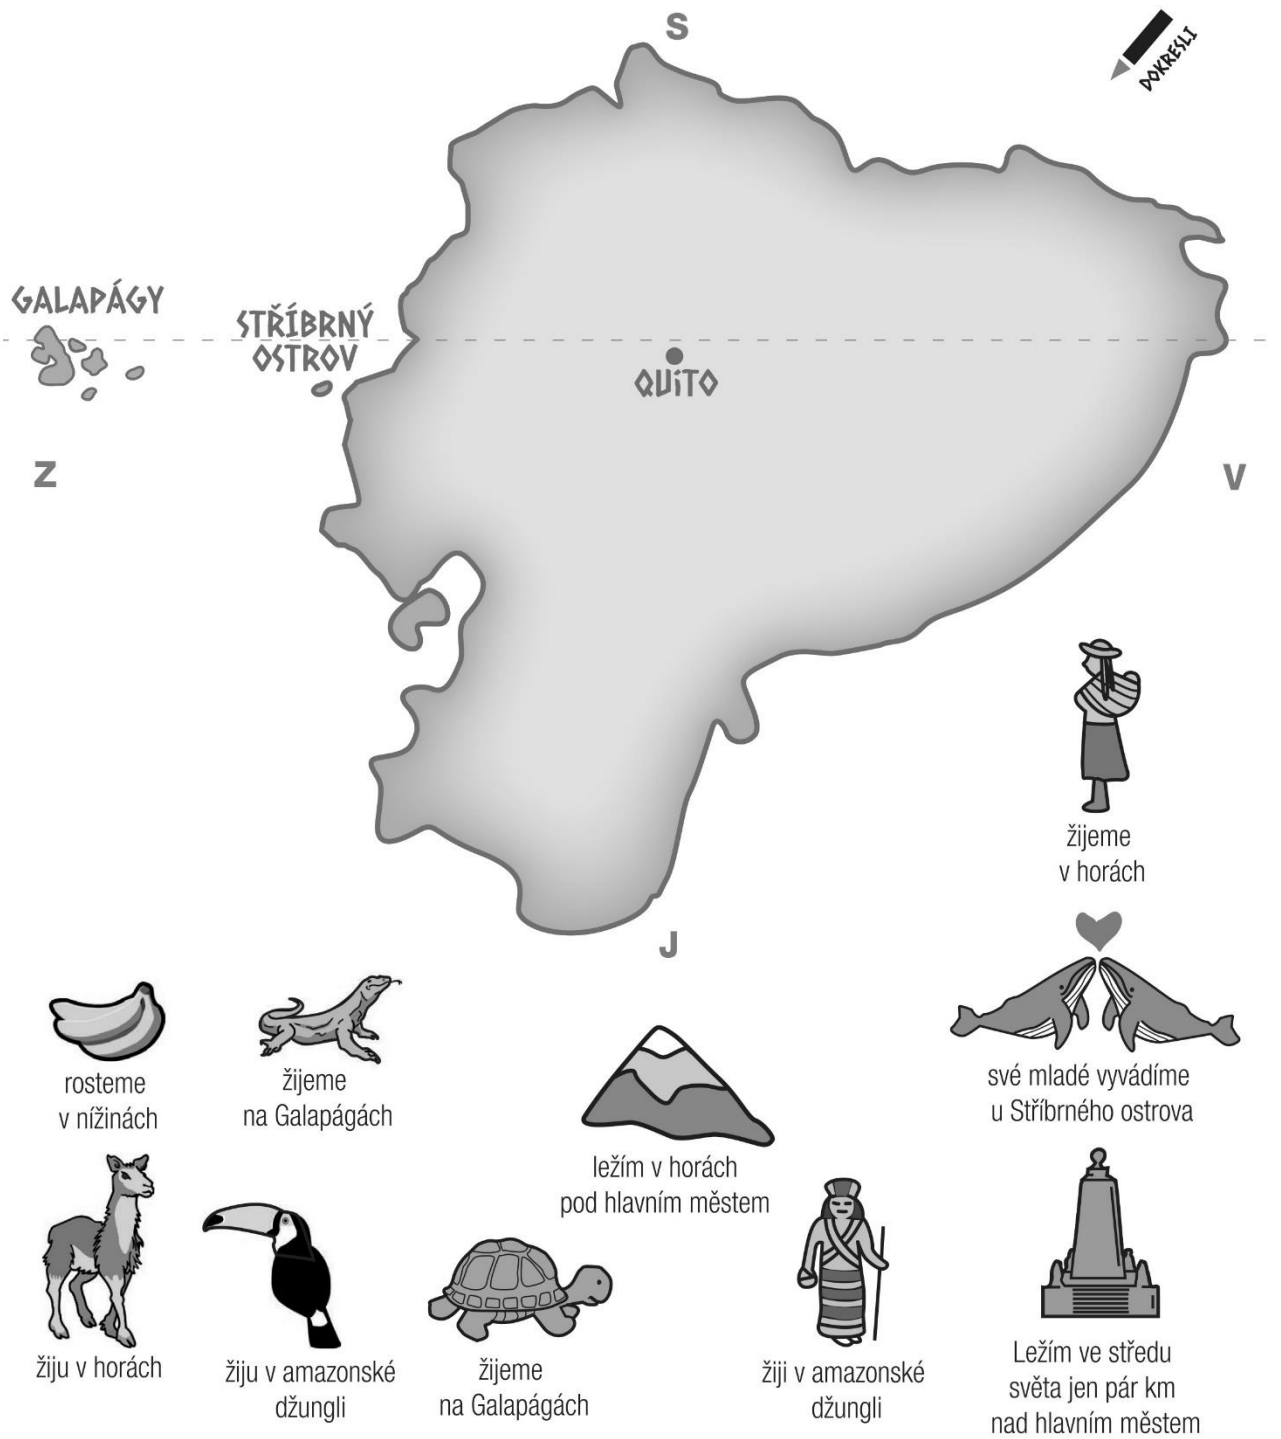 S
DOKRESLI
GALAPÁGY
STŘÍBRNÝ
OSTROV
QUITO
Z
V
J
žijeme
v horách
rosteme
v nížinách
žijeme
na Galapágách
ležím v horách
pod hlavním městem
své mladé vyvádíme
u Stříbrného ostrova
žiju v horách
žiju v amazonské
džungli
žijeme
na Galapágách
žiji v amazonské
džungli
Ležím ve středu
světa jen pár km
nad hlavním městem